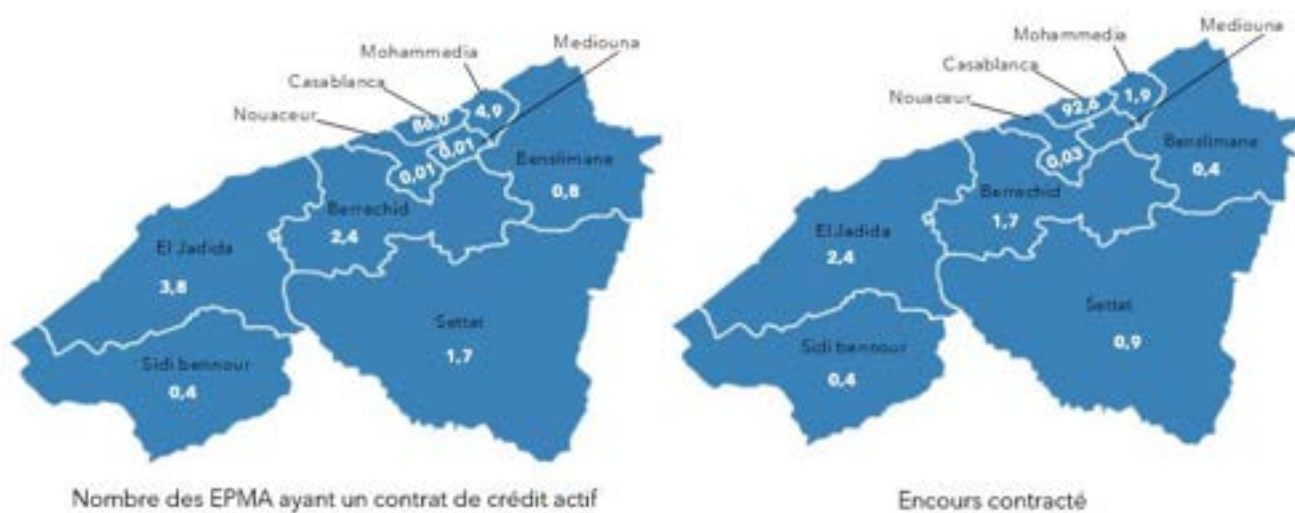 Mohammedia
Mediouna
Casablanca
Nouaceur
86,0
4,9
0,01
0,01
Benslimane
0,8
Berrechid
2,4
El Jadida
3,8
Settat
1,7
Sidi bennour
0,4
Nombre des EPMA ayant un contrat de crédit actif
Mohammedia
Mediouna
Casablanca
Nouaceur
92,6
1,9
0,03
Benslimane
0,4
Berrechid
1,7
El Jadida
2,4
Settat
0,9
Sidi bennour
0,4
Encours contracté